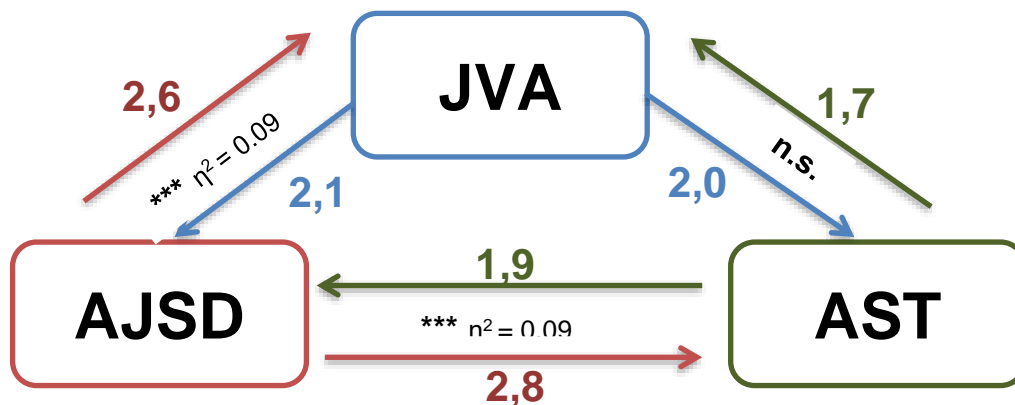 JVA
2,6
1,7
*** η² = 0.09
n.s.
2,1
2,0
AJSD
1,9
AST
*** η² = 0.09
2,8